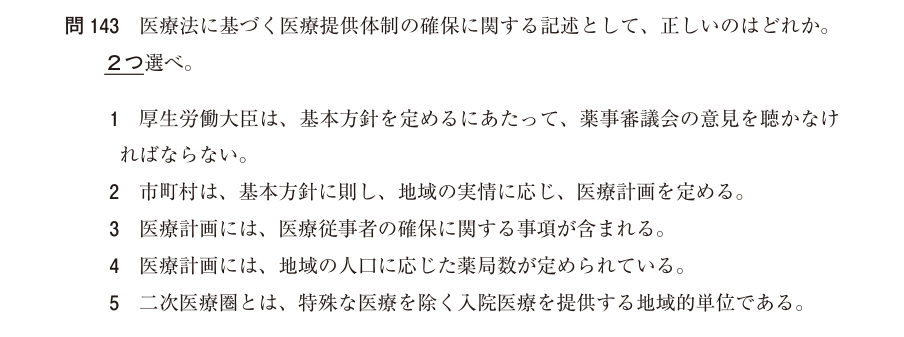 問 143　医療法に基づく医療提供体制の確保に関する記述として、正しいのはどれか。
２つ選べ。
1　厚生労働大臣は、基本方針を定めるにあたって、薬事審議会の意見を聴かなけ
ればならない。
2　市町村は、基本方針に則し、地域の実情に応じ、医療計画を定める。
3　医療計画には、医療従事者の確保に関する事項が含まれる。
4　医療計画には、地域の人口に応じた薬局数が定められている。
5　二次医療圏とは、特殊な医療を除く入院医療を提供する地域的単位である。